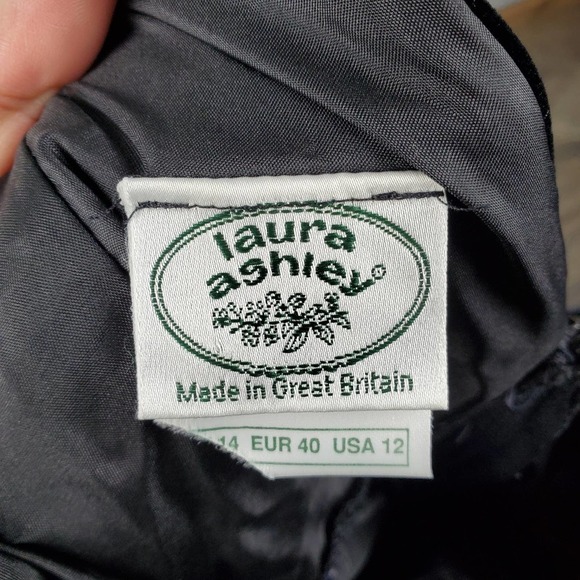 laura
ashley®
Made in Great Britain
14 EUR 40 USA 12